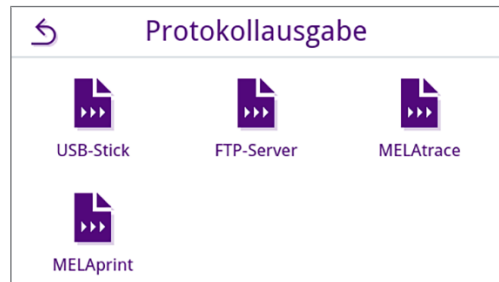 Protokollausgabe
USB-Stick
FTP-Server
MELAtrace
MELAprint